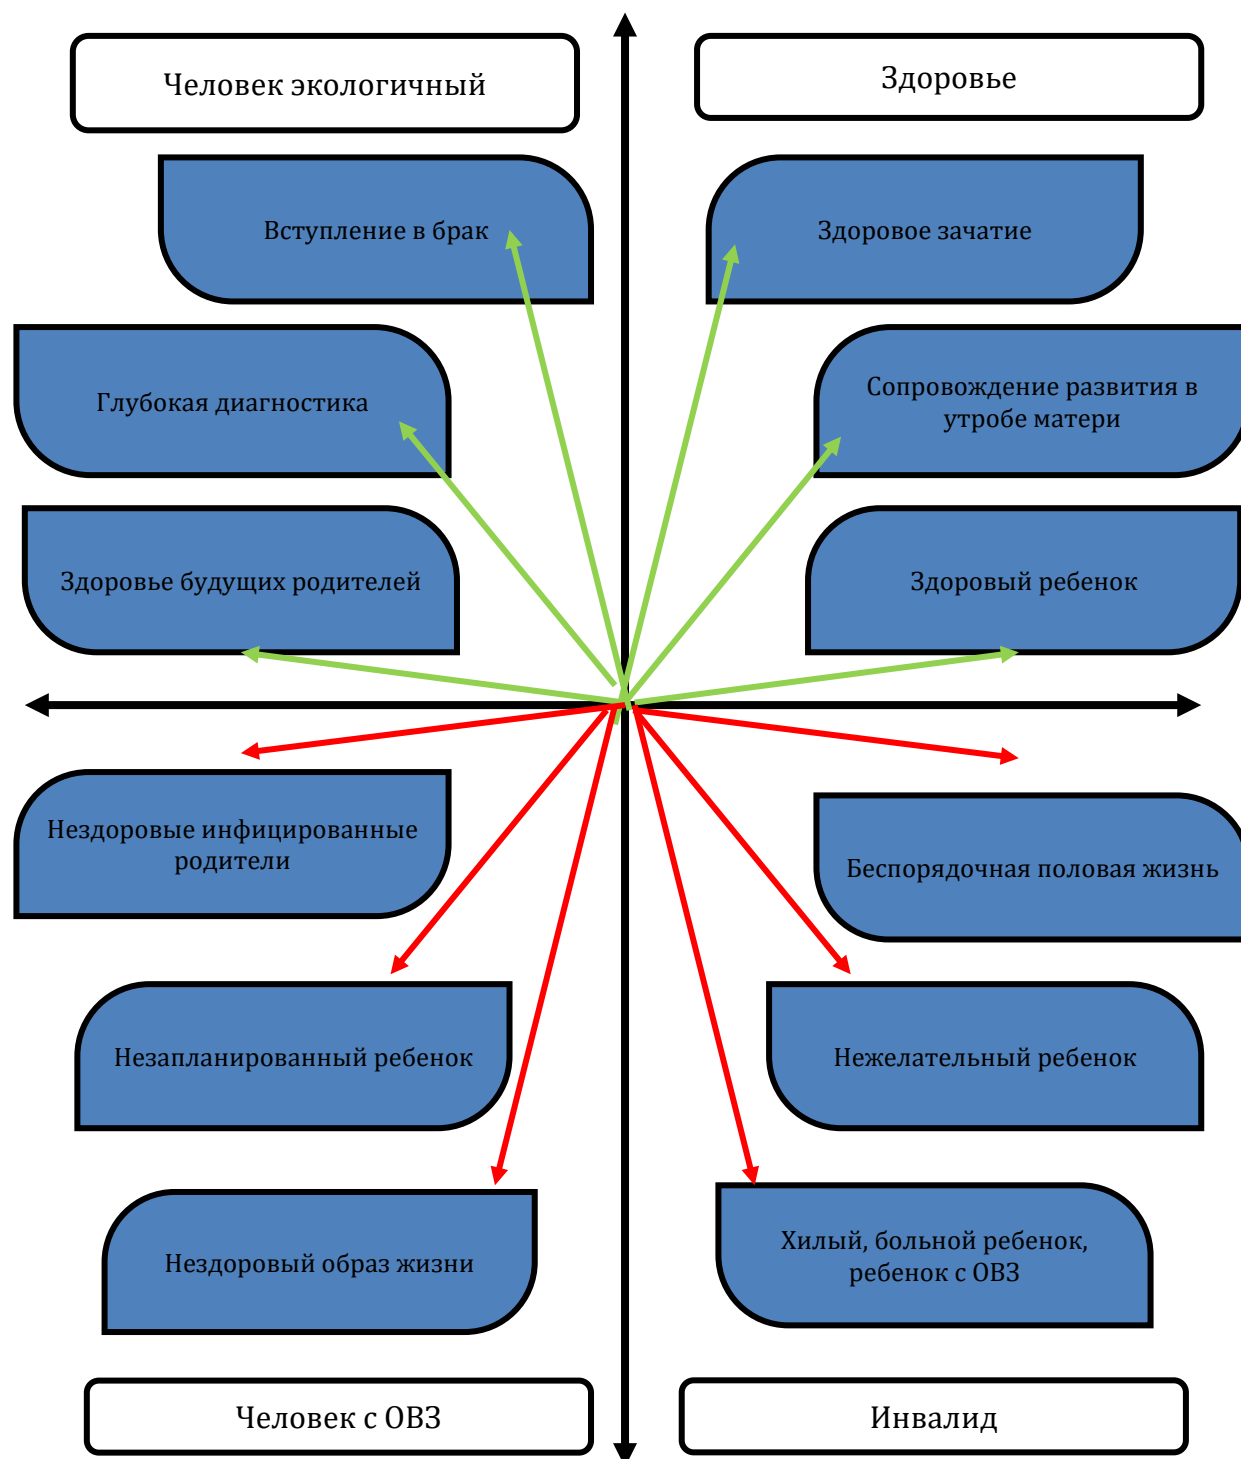 Человек экологичный
Здоровье
Вступление в брак
Здоровое зачатие
Глубокая диагностика
Сопровождение развития в
утробе матери
Здоровье будущих родителей
Здоровый ребенок
Нездоровые инфицированные
родители
Беспорядочная половая жизнь
Незапланированный ребенок
Нежелательный ребенок
Нездоровый образ жизни
Хилый, больной ребенок,
ребенок с ОВЗ
Человек с ОВЗ
Инвалид